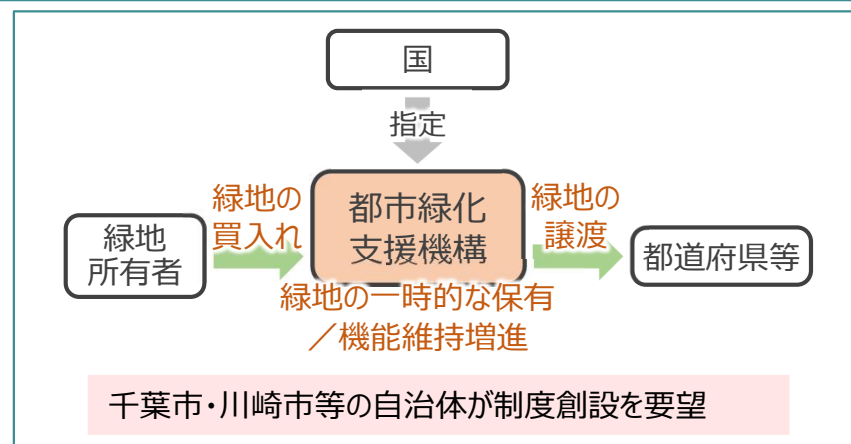 国
指定
緑地の
買入れ
都市緑化
支援機構
緑地の
譲渡
緑地
所有者
都道府県等
緑地の一時的な保有
／機能維持増進
千葉市・川崎市等の自治体が制度創設を要望